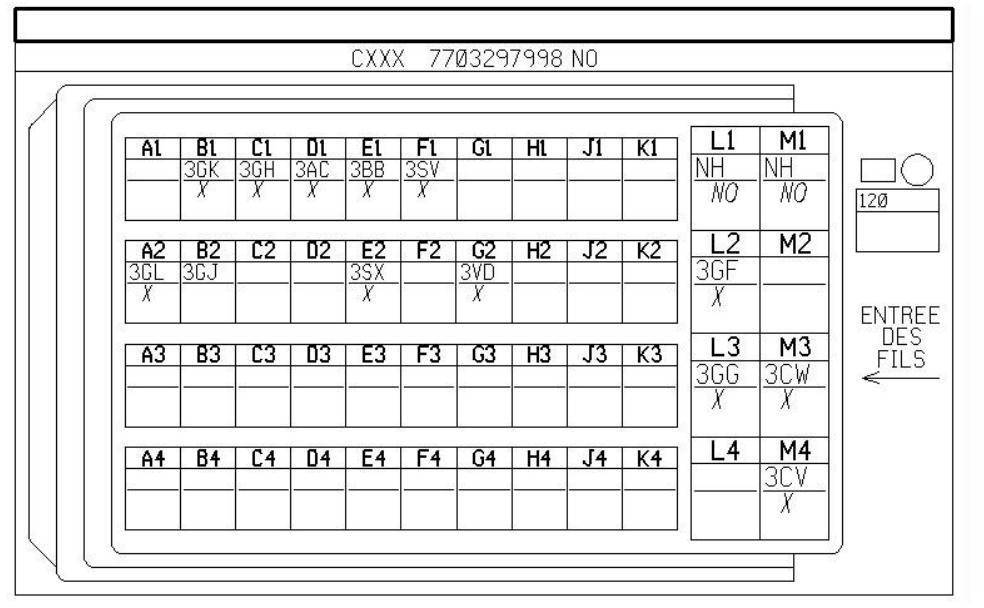 CXXX 7703297998 NO
A1 B1 C1 D1 E1 F1 G1 H1 J1 K1 L1 M1
3GK 3GH 3AC 3BB 3SV NH NH
X X X X X NO NO
120
A2 B2 C2 D2 E2 F2 G2 H2 J2 K2 L2 M2
3GL 3GJ 3SX 3VD 3GF
X X X X
ENTREE
DES
FILS
A3 B3 C3 D3 E3 F3 G3 H3 J3 K3 L3 M3
3GG 3CW
X X
A4 B4 C4 D4 E4 F4 G4 H4 J4 K4 L4 M4
3CV
X